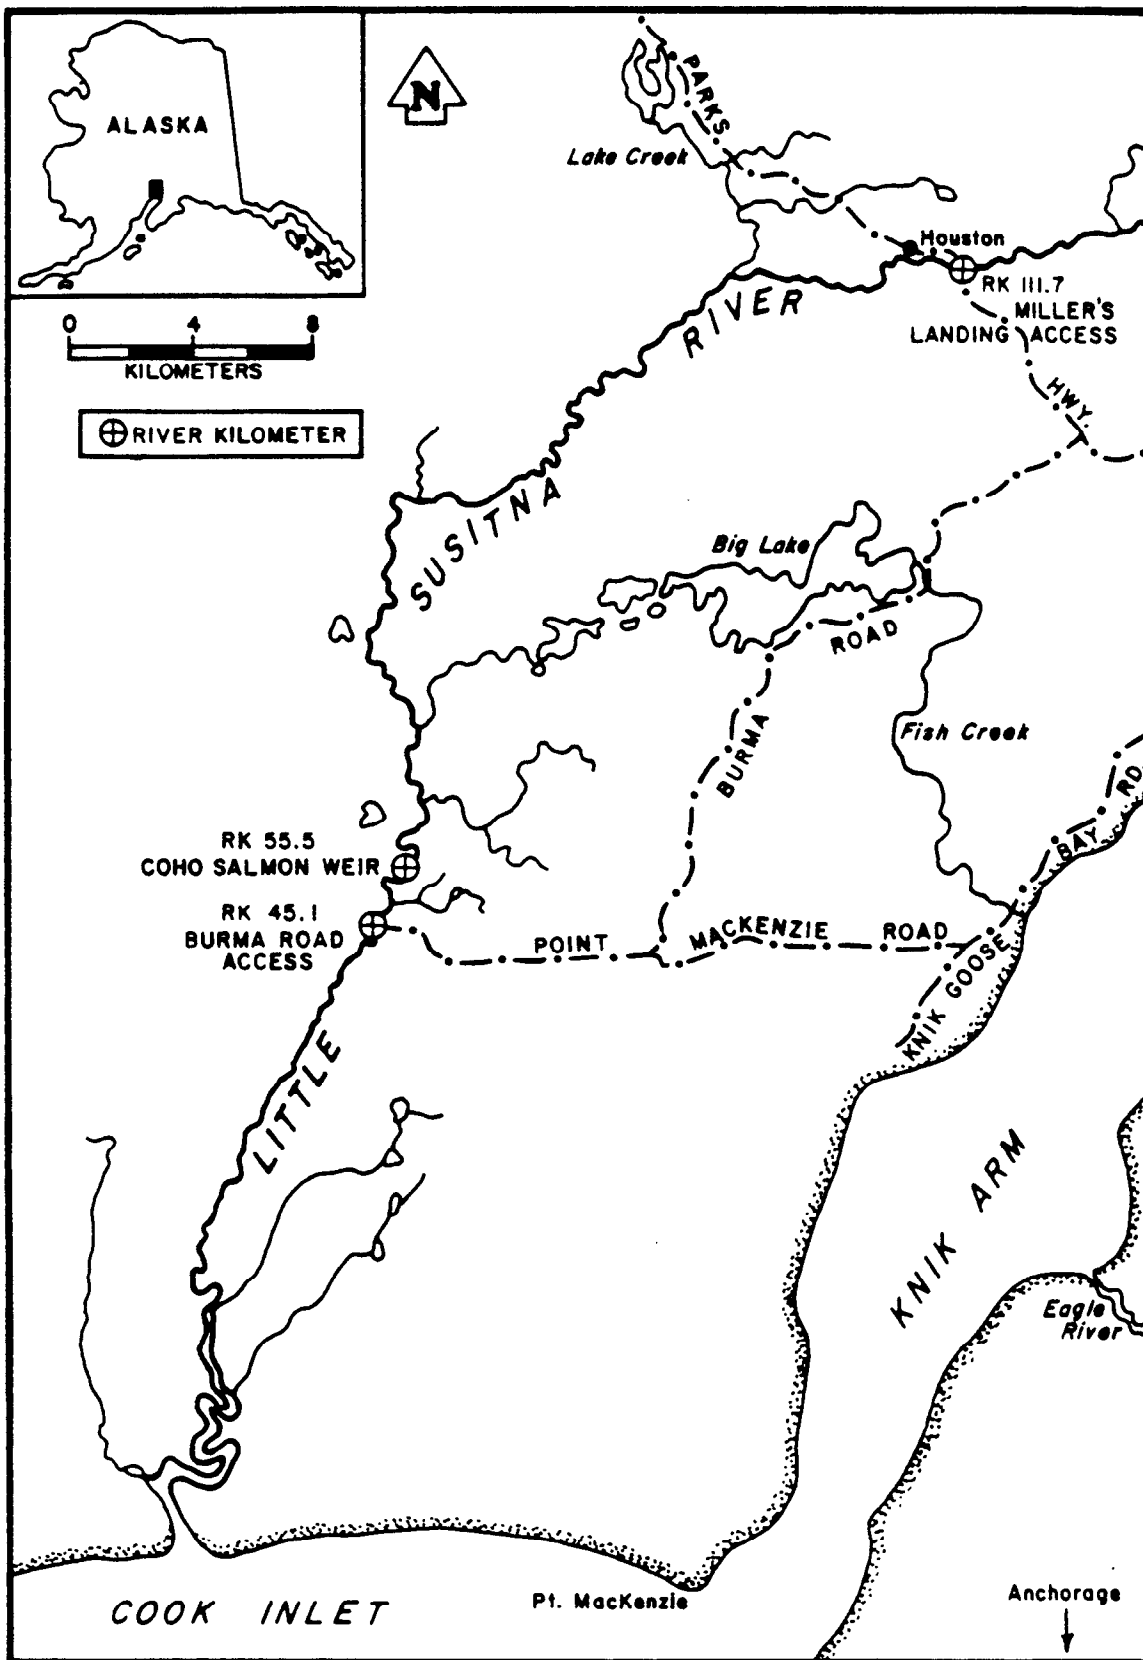 ALASKA
N
PARKS
Lake Creek
Houston
RK 111.7
MILLER'S
LANDING ACCESS
HWY.
0 4 8
KILOMETERS
RIVER KILOMETER
RIVER
SUSITNA
Big Lake
ROAD
BURMA
Fish Creek
RD.
BAY
RK 55.5
COHO SALMON WEIR
RK 45.1
BURMA ROAD
ACCESS
POINT MACKENZIE ROAD
KNIK GOOSE
LITTLE
KNIK ARM
Eagle
River
COOK INLET
Pt. MacKenzie
Anchorage